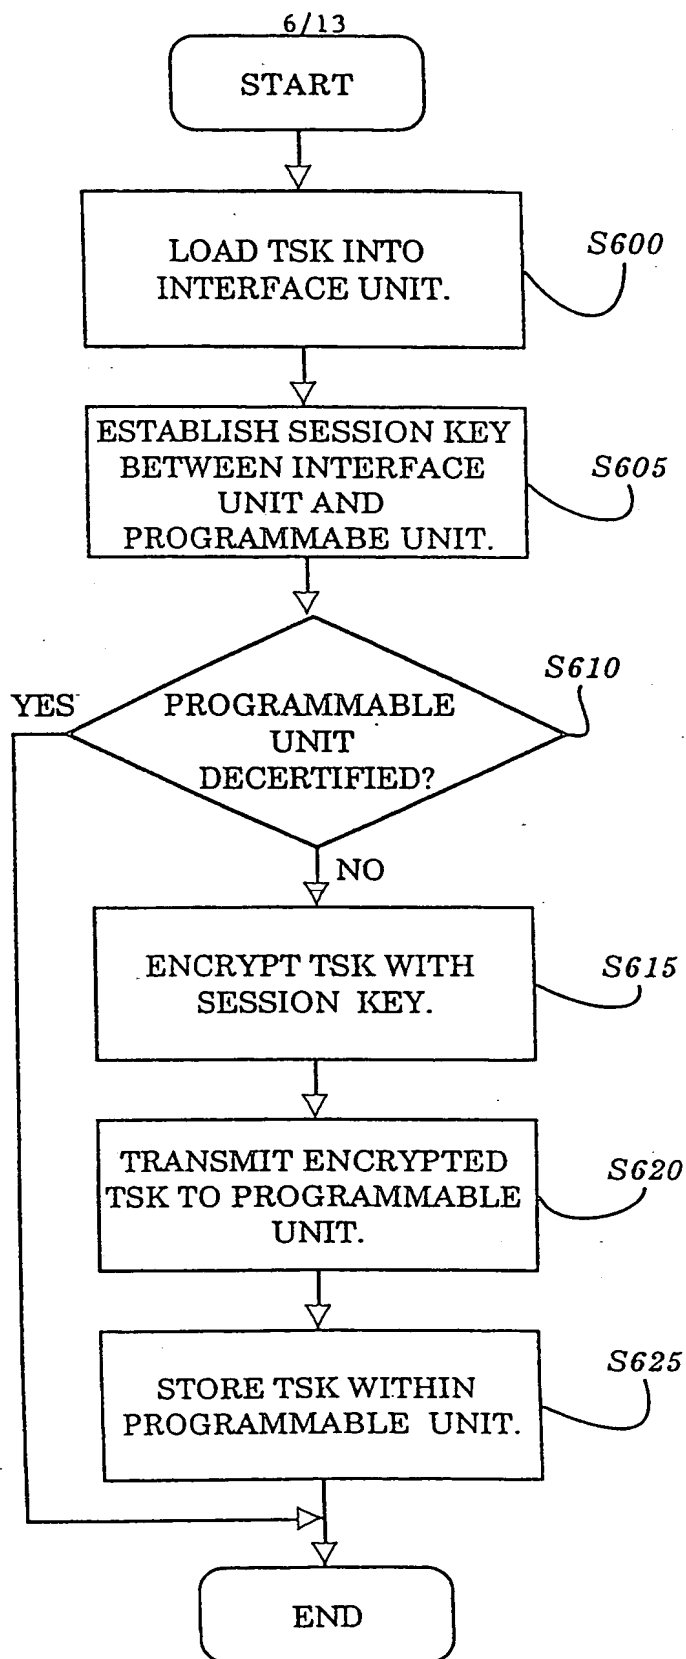 6/13
START
LOAD TSK INTO
INTERFACE UNIT.
S600
ESTABLISH SESSION KEY
BETWEEN INTERFACE
UNIT AND
PROGRAMMABE UNIT.
S605
PROGRAMMABLE
UNIT
DECERTIFIED?
S610
YES
NO
ENCRYPT TSK WITH
SESSION KEY.
S615
TRANSMIT ENCRYPTED
TSK TO PROGRAMMABLE
UNIT.
S620
STORE TSK WITHIN
PROGRAMMABLE UNIT.
S625
END